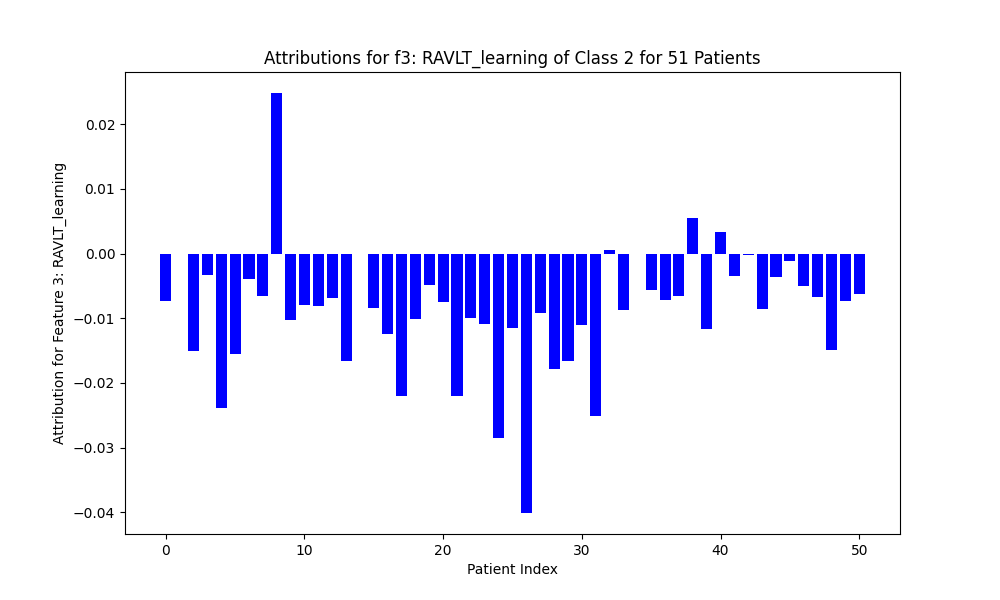 Attributions for f3: RAVLT_learning of Class 2 for 51 Patients
Attribution for Feature 3: RAVLT_learning
0.02
0.01
0.00
−0.01
−0.02
−0.03
−0.04
0 10 20 30 40 50
Patient Index